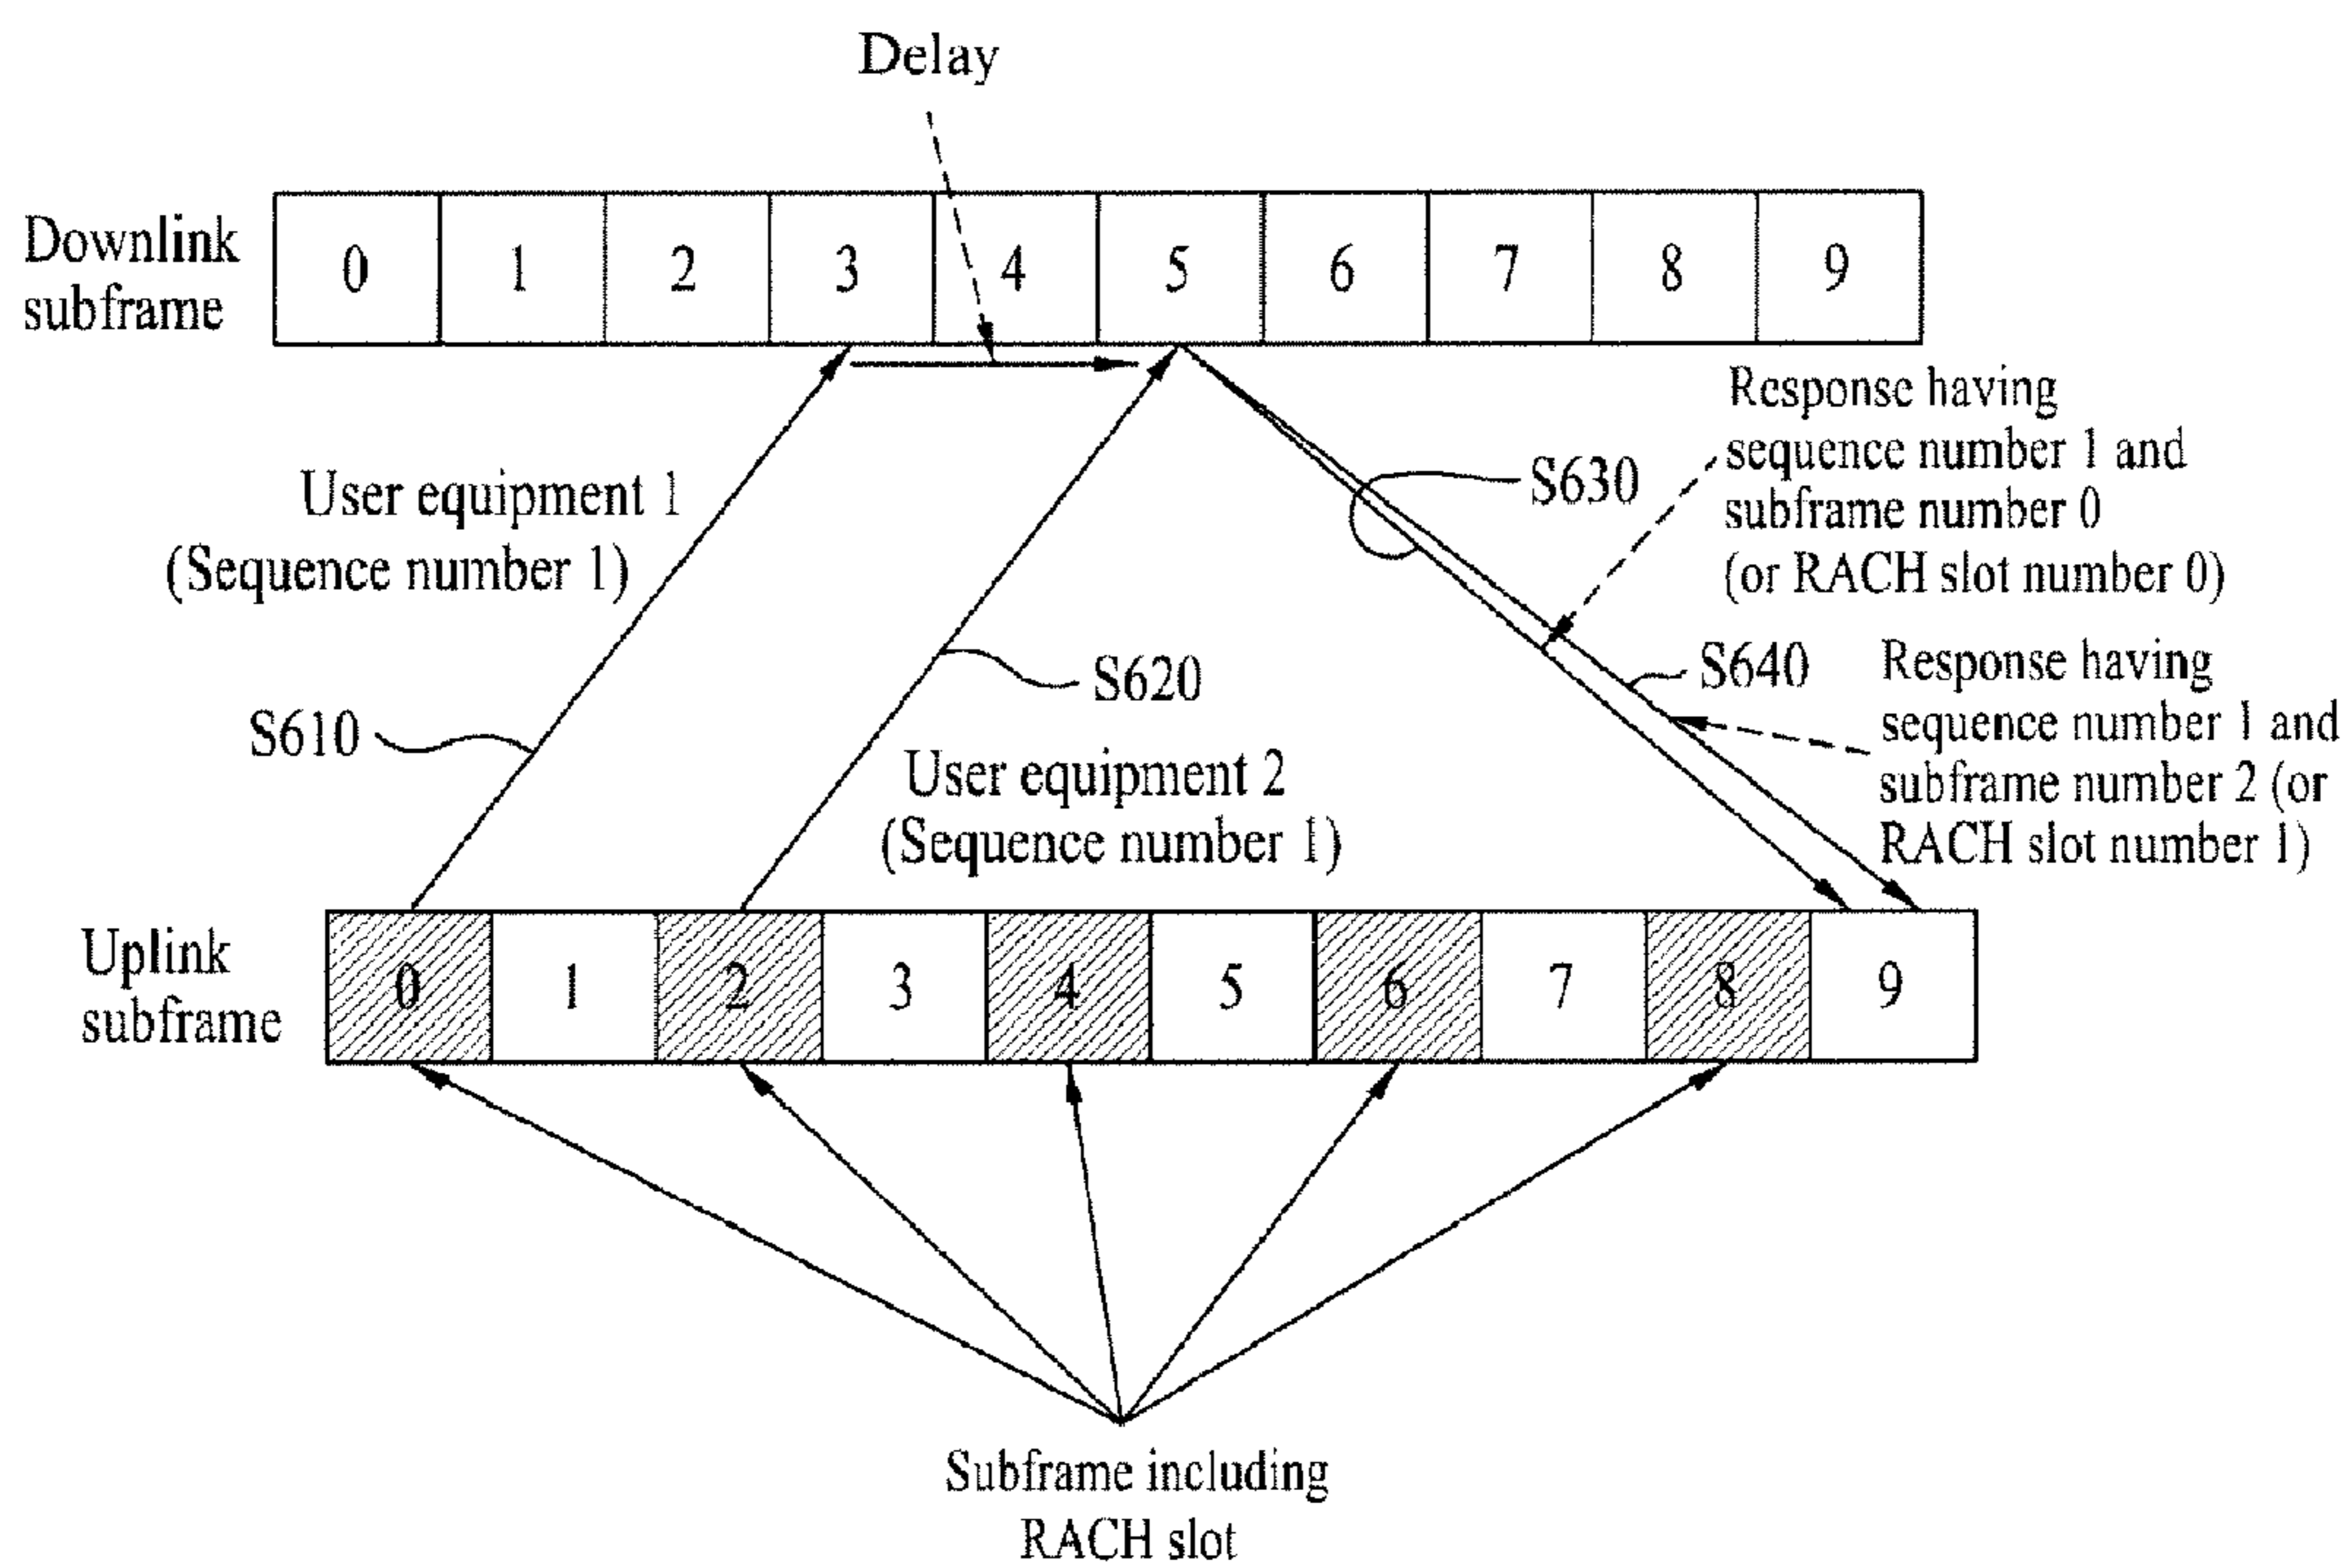 Delay
Downlink
subframe
0 1 2 3 4 5 6 7 8 9
Response having
sequence number 1 and
subframe number 0
(or RACH slot number 0)
S630
User equipment 1
(Sequence number 1)
S620
S640
Response having
sequence number 1 and
subframe number 2 (or
RACH slot number 1)
S610
User equipment 2
(Sequence number 1)
Uplink
subframe
0 1 2 3 4 5 6 7 8 9
Subframe including
RACH slot